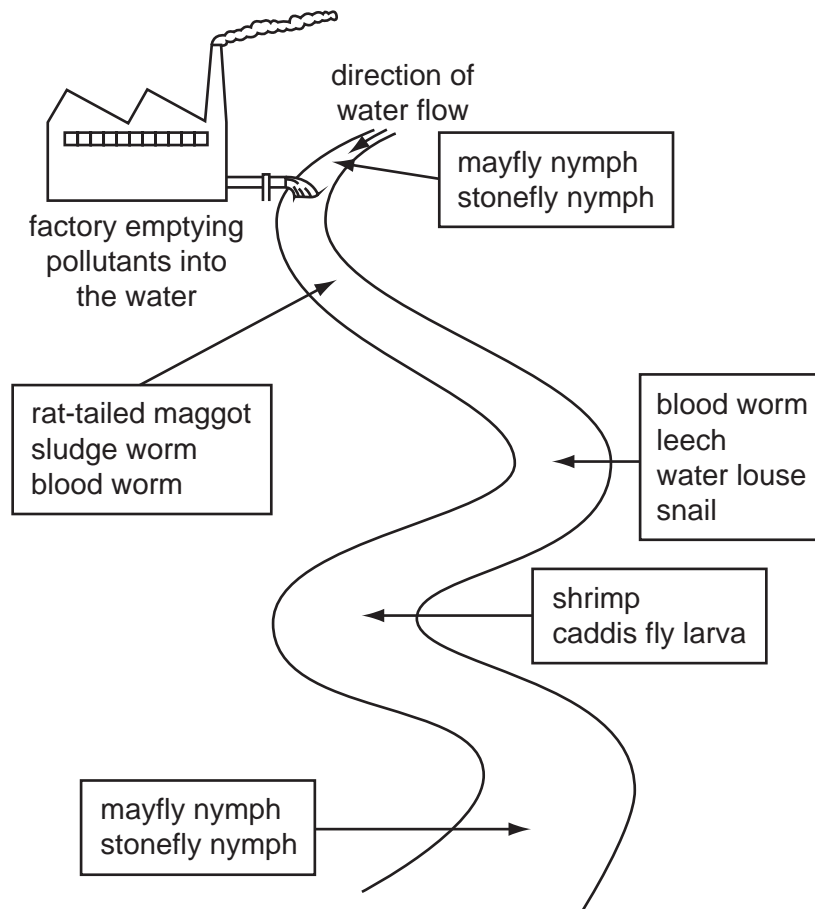 direction of
water flow
mayfly nymph
stonefly nymph
factory emptying
pollutants into
the water
rat-tailed maggot
sludge worm
blood worm
blood worm
leech
water louse
snail
shrimp
caddis fly larva
mayfly nymph
stonefly nymph